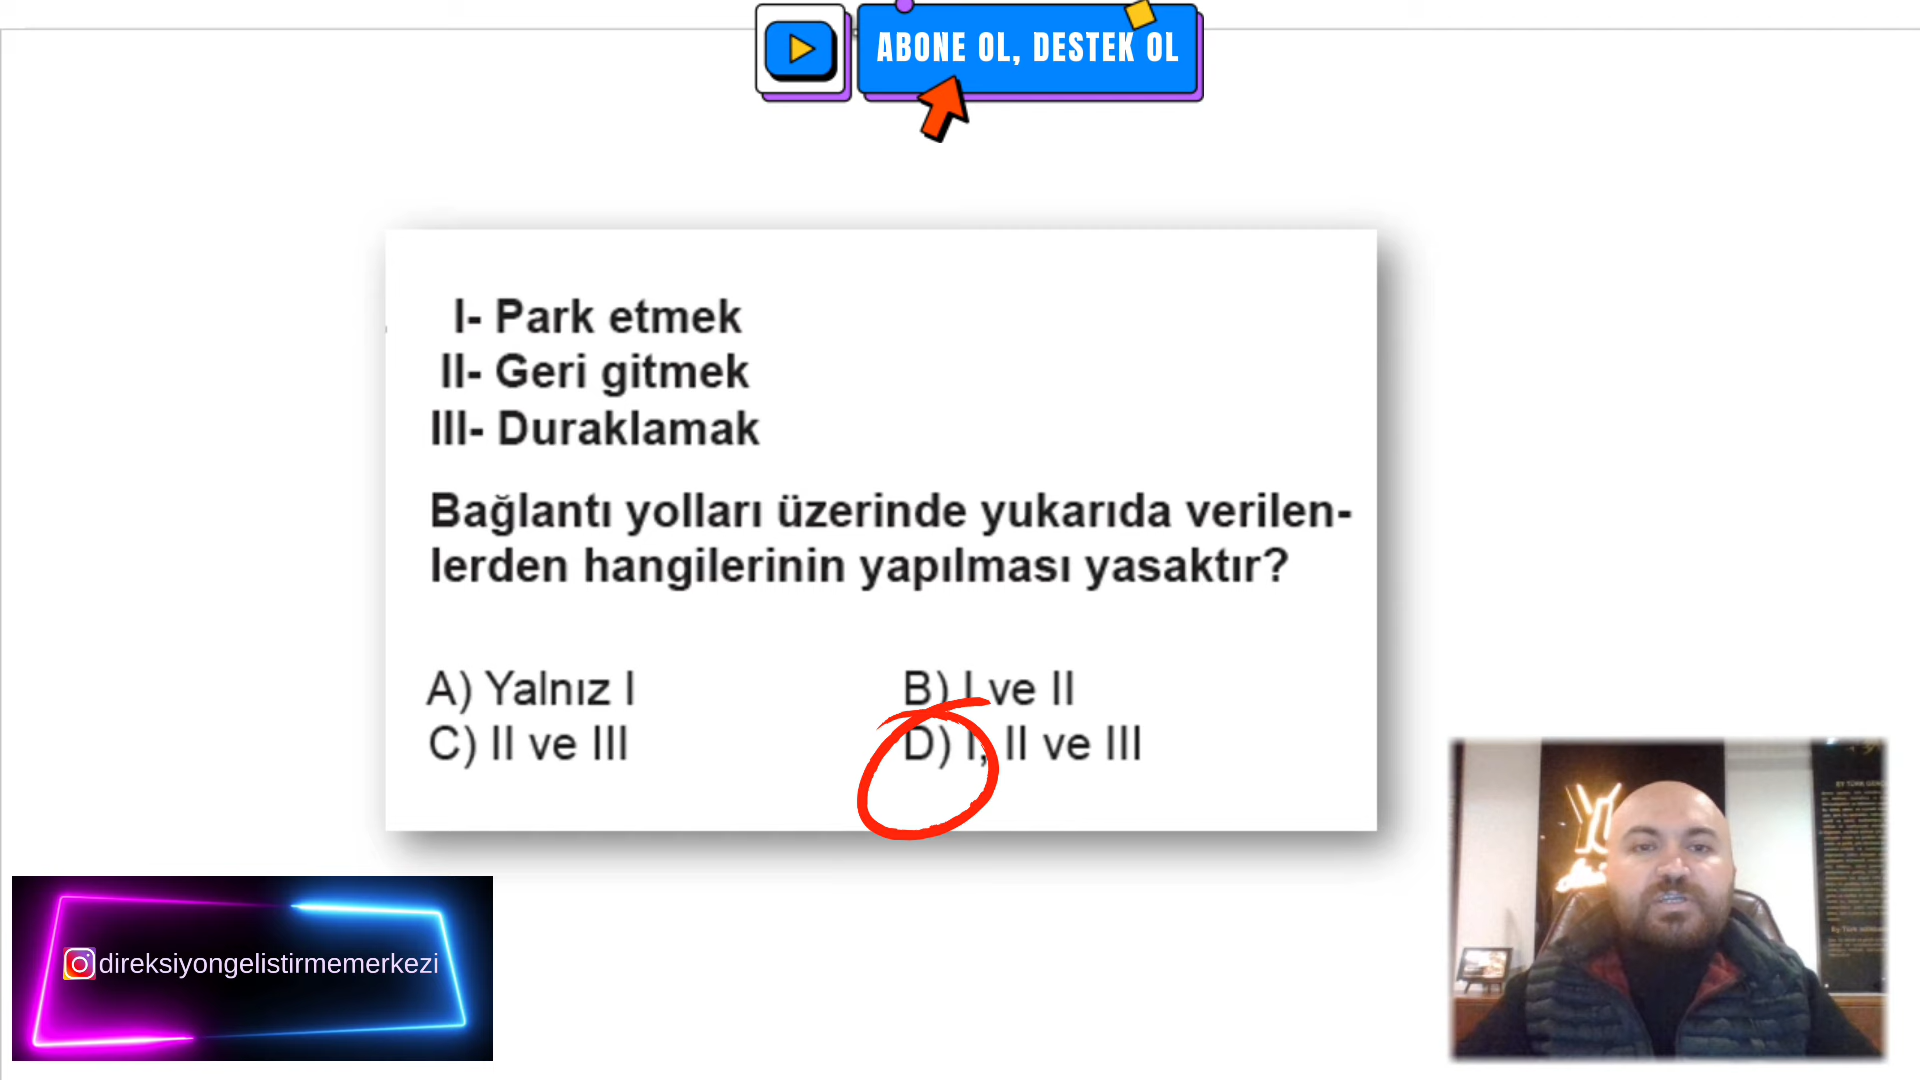 ABONE OL, DESTEK OL
I- Park etmek
II- Geri gitmek
III- Duraklamak
Bağlantı yolları üzerinde yukarıda verilen-
lerden hangilerinin yapılması yasaktır?
A) Yalnız I
B) I ve II
C) II ve III
D) I, II ve III
direksiyongelistirmemerkezi